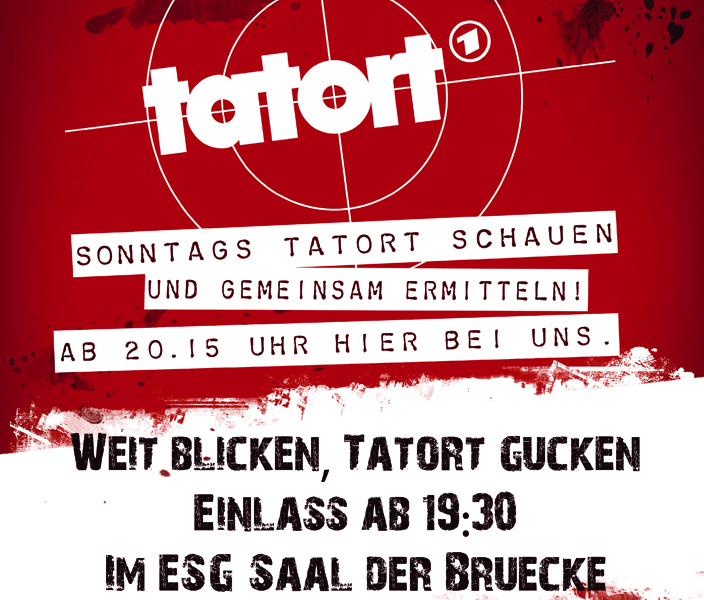 tatort 1
SONNTAGS TATORT SCHAUEN
UND GEMEINSAM ERMITTELN!
AB 20.15 UHR HIER BEI UNS.
WEIT BLICKEN, TATORT GUCKEN
EINLASS AB 19:30
IM ESG SAAL DER BRUECKE